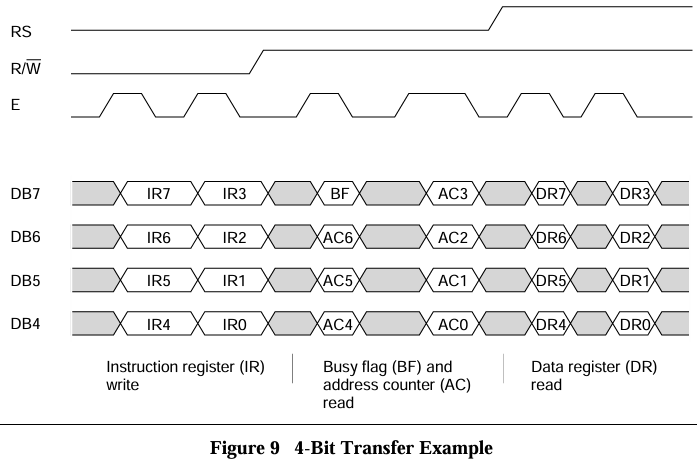 RS
R/W̅
E
DB7 IR7 IR3 BF AC3 DR7 DR3
DB6 IR6 IR2 AC6 AC2 DR6 DR2
DB5 IR5 IR1 AC5 AC1 DR5 DR1
DB4 IR4 IR0 AC4 AC0 DR4 DR0
Instruction register (IR)
write
Busy flag (BF) and
address counter (AC)
read
Data register (DR)
read
Figure 9 4-Bit Transfer Example